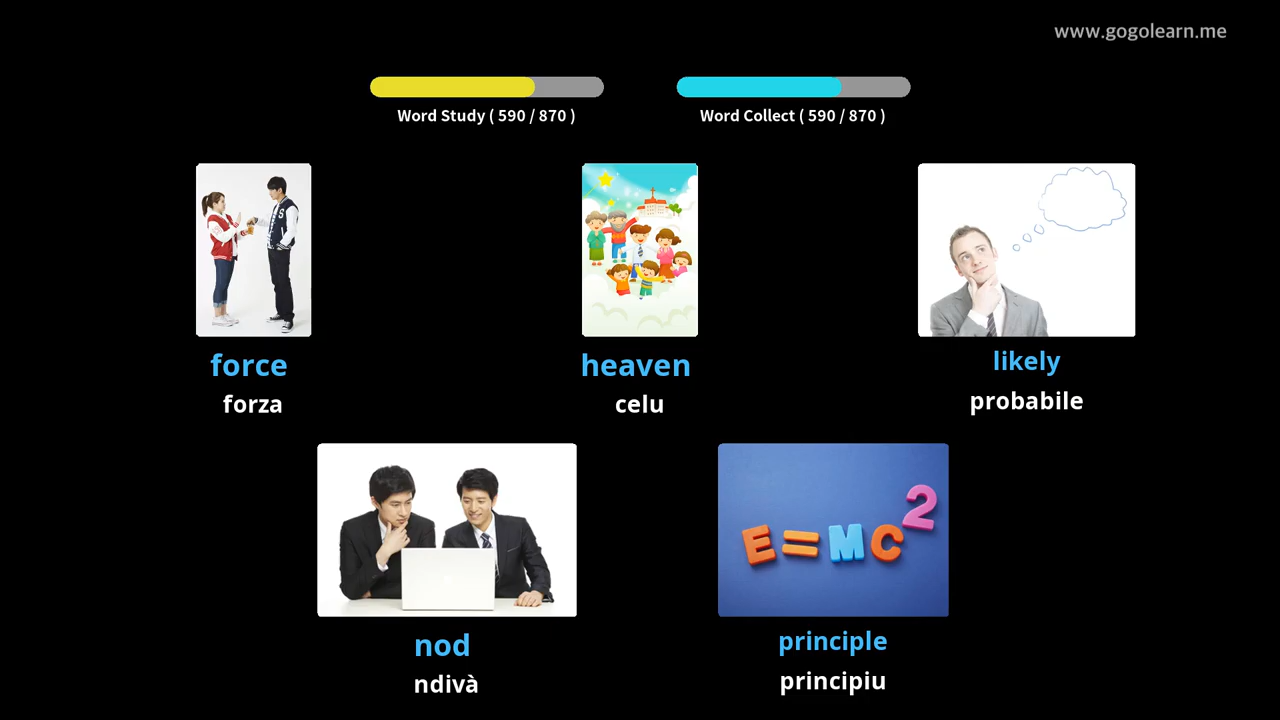 www.gogolearn.me
Word Study ( 590 / 870 )
Word Collect ( 590 / 870 )
force
forza
heaven
celu
likely
probabile
E=MC2
nod
ndivà
principle
principiu